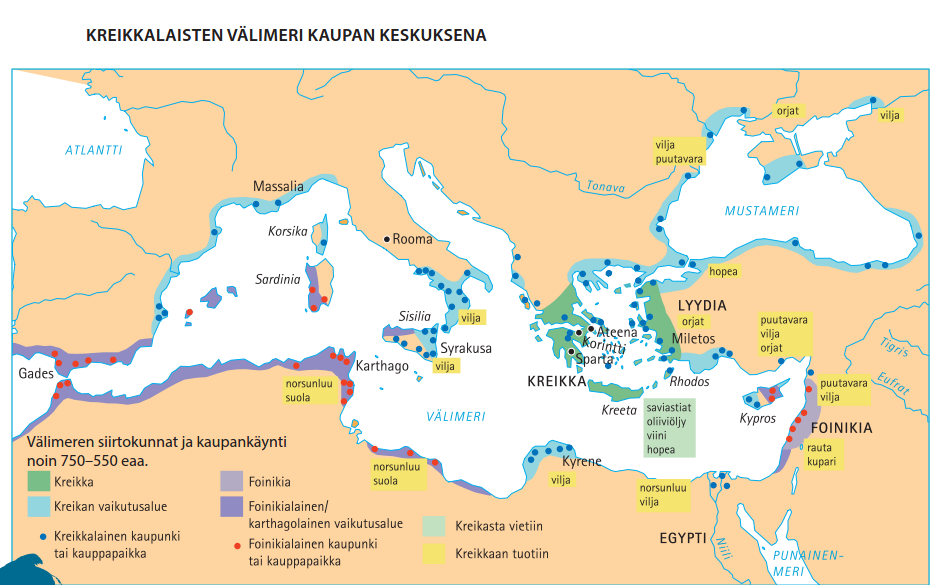 KREIKKALAISTEN VÄLIMERI KAUPAN KESKUKSENA
ATLANTTI
Massalia
Korsika
Rooma
Sardinia
Sisilia
vilja
Syrakusa
vilja
Gades
Karthago
norsunluu
suola
VÄLIMERI
norsunluu
suola
Tonava
vilja
puutavara
orjat
vilja
MUSTAMERI
hopea
LYYDIA
orjat
Miletos
Ateena
Korintti
Sparta
KREIKKA
Kreeta
Rhodos
puutavara
vilja
orjat
Tigris
Eufrat
puutavara
vilja
Kypros
FOINIKIA
rauta
kupari
saviastiat
oliiviöljy
viini
hopea
Kyrene
vilja
norsunluu
vilja
EGYPTI
Niili
PUNAINEN-
MERI
Välimeren siirtokunnat ja kaupankäynti
noin 750–550 eaa.
Kreikka
Kreikan vaikutusalue
Kreikkalainen kaupunki
tai kauppapaikka
Foinikia
Foinikialainen/
karthagolainen vaikutusalue
Foinikialainen kaupunki
tai kauppapaikka
Kreikasta vietiin
Kreikkaan tuotiin